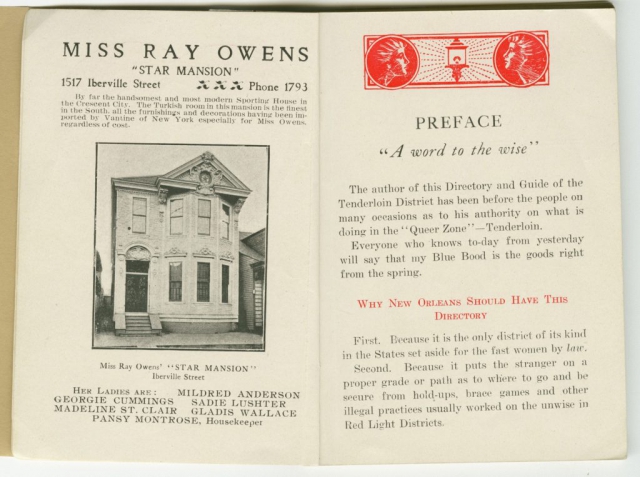 MISS RAY OWENS
"STAR MANSION"
1517 Iberville Street XXX Phone 1793
By far the handsomest and most modern Sporting House in
the Crescent City. The Turkish room in this mansion is the finest
in the South, all the furnishings and decorations having been im-
ported by Vantine of New York especially for Miss Owens,
regardless of cost.
Miss Ray Owens' "STAR MANSION"
Iberville Street
HER LADIES ARE: MILDRED ANDERSON
GEORGIE CUMMINGS SADIE LUSHTER
MADELINE ST. CLAIR GLADIS WALLACE
PANSY MONTROSE, Housekeeper
PREFACE
"A word to the wise"
The author of this Directory and Guide of the
Tenderloin District has been before the people on
many occasions as to his authority on what is
doing in the "Queer Zone"—Tenderloin.
Everyone who knows to-day from yesterday
will say that my Blue Bood is the goods right
from the spring.
WHY NEW ORLEANS SHOULD HAVE THIS
DIRECTORY
First. Because it is the only district of its kind
in the States set aside for the fast women by law.
Second. Because it puts the stranger on a
proper grade or path as to where to go and be
secure from hold-ups, brace games and other
illegal practices usually worked on the unwise in
Red Light Districts.